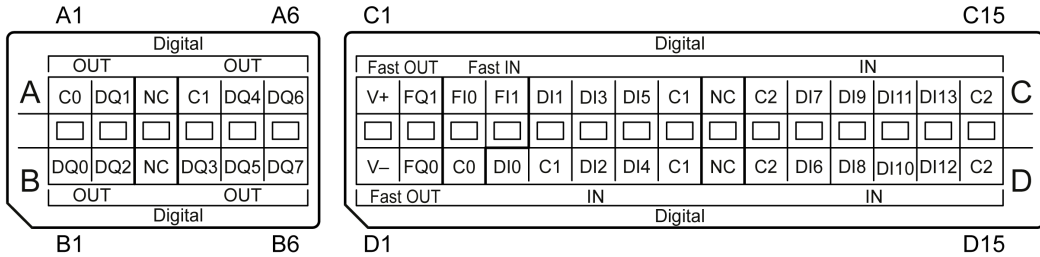 A1 A6 C1 C15
Digital Digital
OUT OUT Fast OUT Fast IN IN
A C0 DQ1 NC C1 DQ4 DQ6 V+ FQ1 FI0 FI1 DI1 DI3 DI5 C1 NC C2 DI7 DI9 DI11 DI13 C2 C
B DQ0 DQ2 NC DQ3 DQ5 DQ7 V– FQ0 C0 DI0 C1 DI2 DI4 C1 NC C2 DI6 DI8 DI10 DI12 C2 D
OUT OUT Fast OUT IN IN
Digital Digital
B1 B6 D1 D15